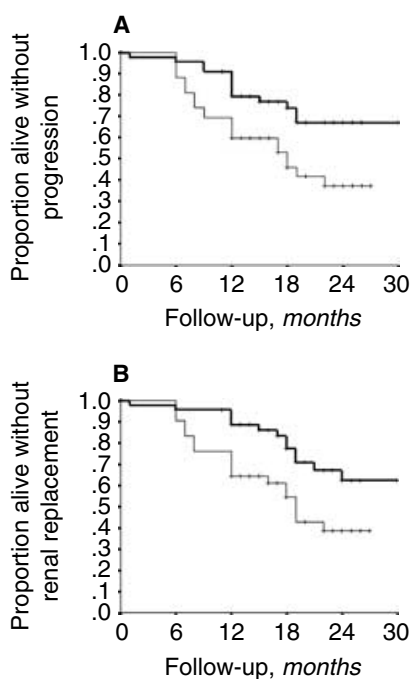 A
Proportion alive without
progression
1.0
.9
.8
.7
.6
.5
.4
.3
.2
.1
.0
0 6 12 18 24 30
Follow-up, months
B
Proportion alive without
renal replacement
1.0
.9
.8
.7
.6
.5
.4
.3
.2
.1
.0
0 6 12 18 24 30
Follow-up, months